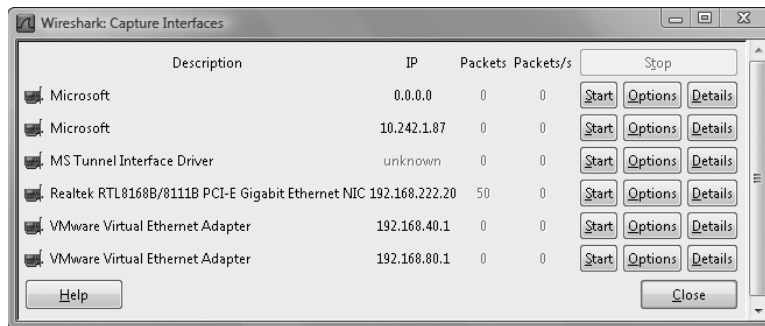 Wireshark: Capture Interfaces
Description IP Packets Packets/s Stop
Microsoft 0.0.0.0 0 0 Start Options Details
Microsoft 10.242.1.87 0 0 Start Options Details
MS Tunnel Interface Driver unknown 0 0 Start Options Details
Realtek RTL8168B/8111B PCI-E Gigabit Ethernet NIC 192.168.222.20 50 0 Start Options Details
VMware Virtual Ethernet Adapter 192.168.40.1 0 0 Start Options Details
VMware Virtual Ethernet Adapter 192.168.80.1 0 0 Start Options Details
Help Close